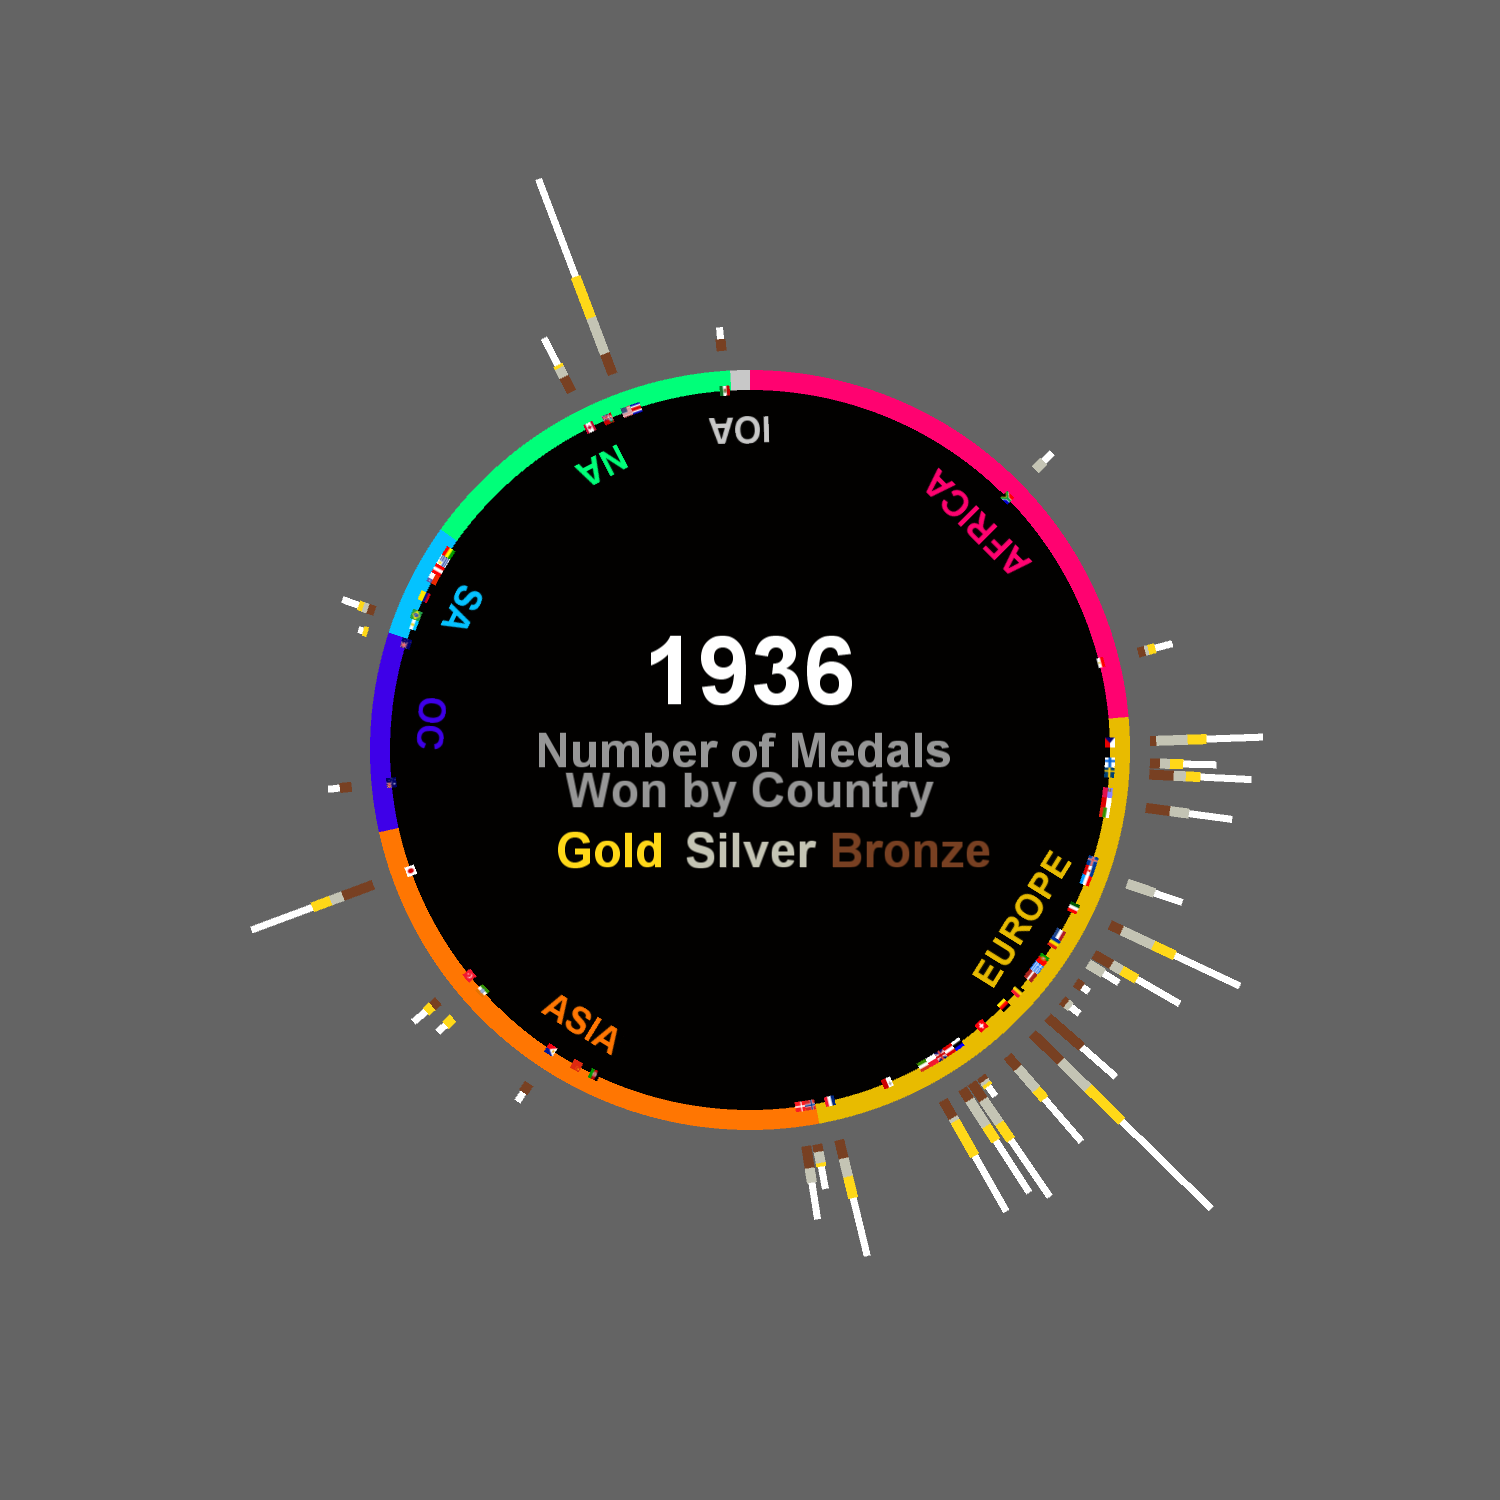 IOA
NA
AFRICA
SA
1936
OC
Number of Medals
Won by Country
Gold Silver Bronze
EUROPE
ASIA